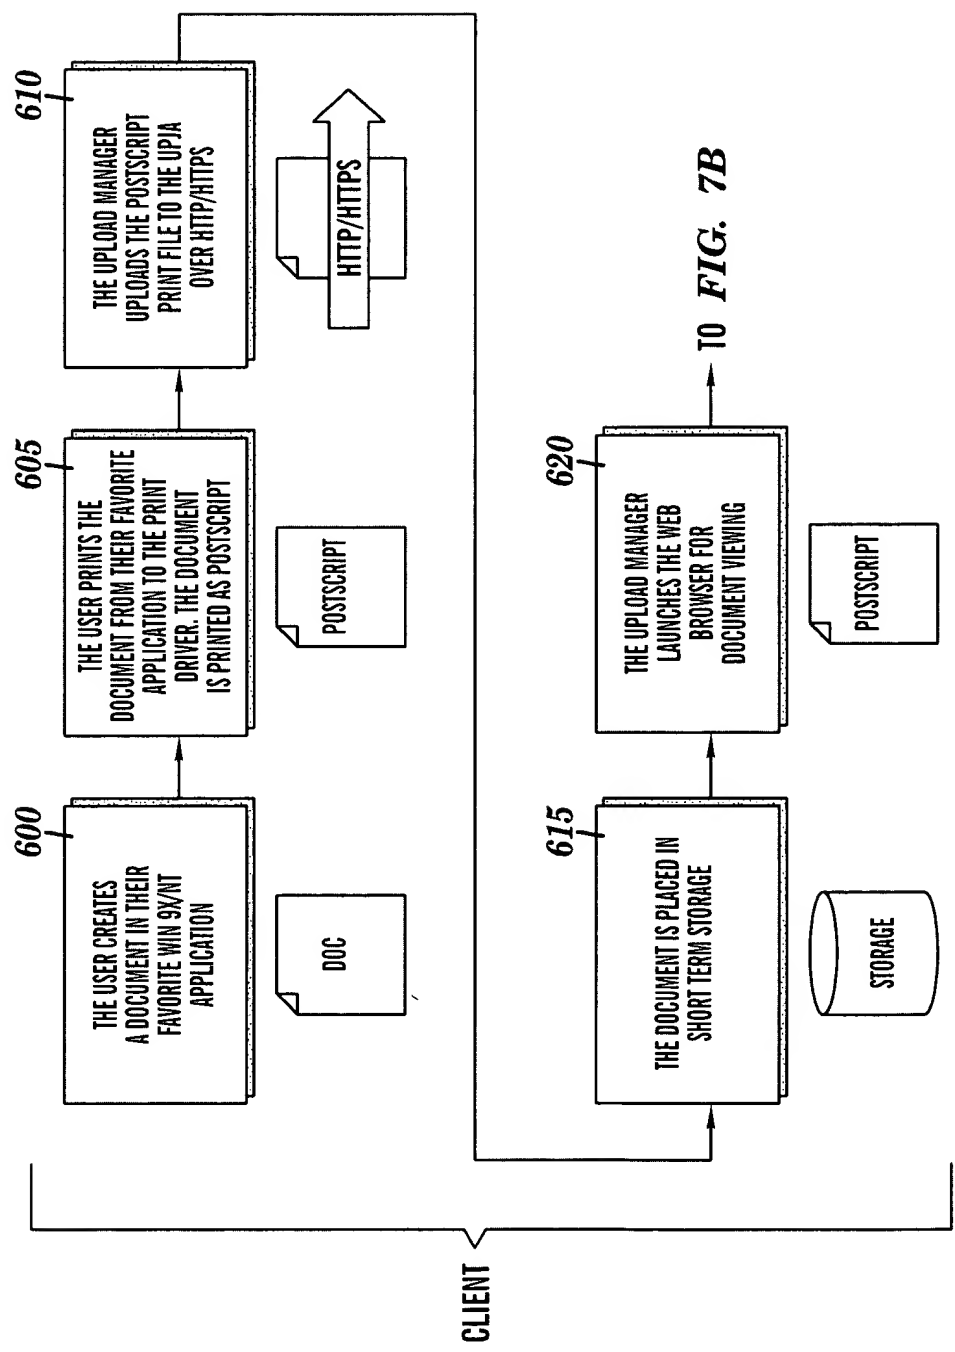 CLIENT
600
THE USER CREATES
A DOCUMENT IN THEIR
FAVORITE WIN 9X/NT
APPLICATION
DOC
605
THE USER PRINTS THE
DOCUMENT FROM THEIR FAVORITE
APPLICATION TO THE PRINT
DRIVER. THE DOCUMENT
IS PRINTED AS POSTSCRIPT
POSTSCRIPT
610
THE UPLOAD MANAGER
UPLOADS THE POSTSCRIPT
PRINT FILE TO THE UPJA
OVER HTTP/HTTPS
HTTP/HTTPS
615
THE DOCUMENT IS PLACED IN
SHORT TERM STORAGE
STORAGE
620
THE UPLOAD MANAGER
LAUNCHES THE WEB
BROWSER FOR
DOCUMENT VIEWING
POSTSCRIPT
TO FIG. 7B